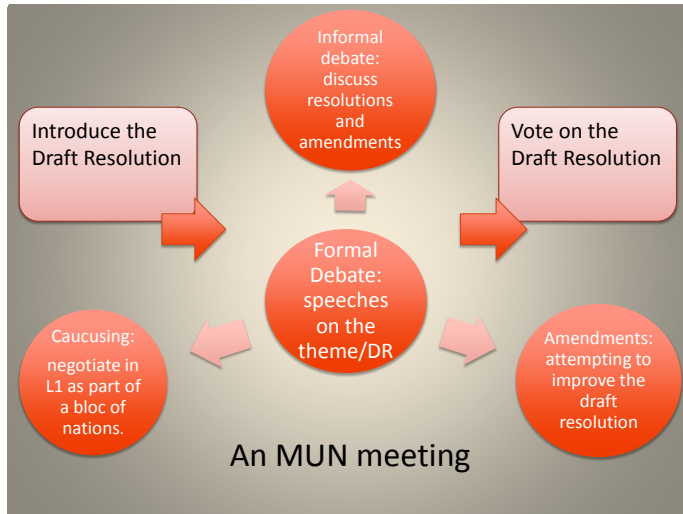 Informal
debate:
discuss
resolutions
and
amendments
Introduce the
Draft Resolution
Vote on the
Draft Resolution
Formal
Debate:
speeches
on the
theme/DR
Caucusing:
negotiate in
L1 as part of
a bloc of
nations.
Amendments:
attempting to
improve the
draft
resolution
An MUN meeting